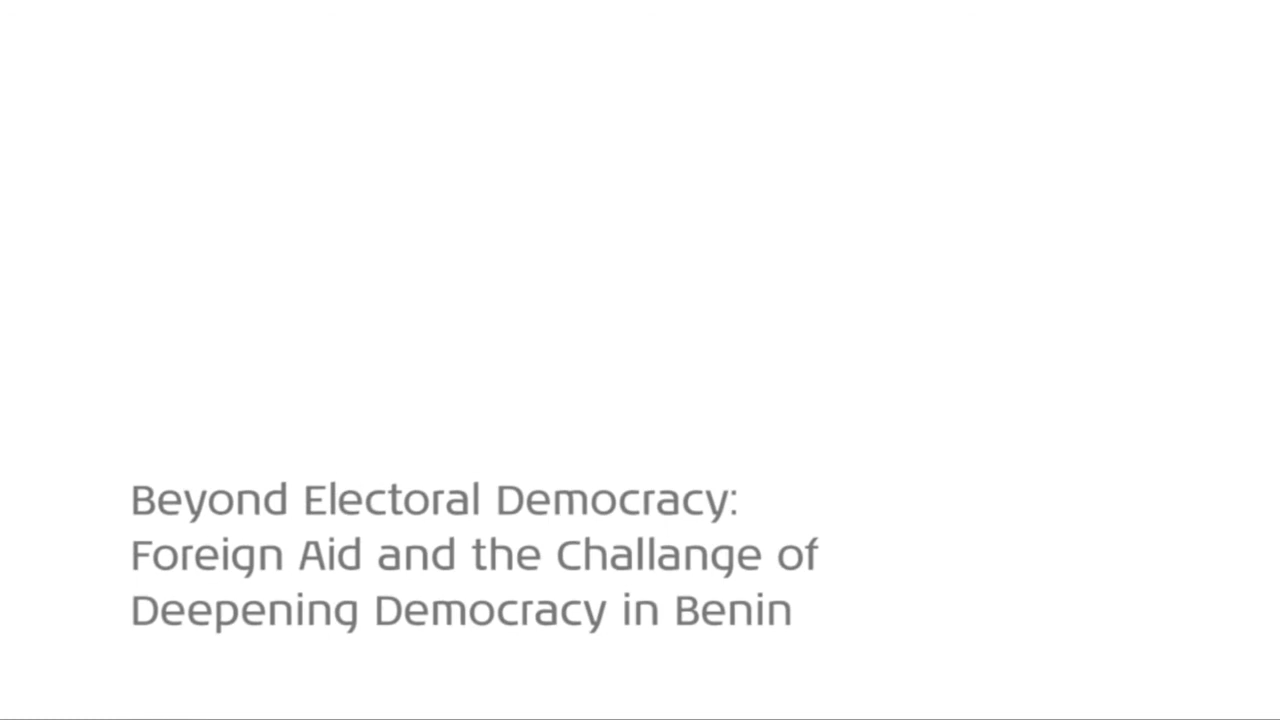 Beyond Electoral Democracy:
Foreign Aid and the Challange of
Deepening Democracy in Benin